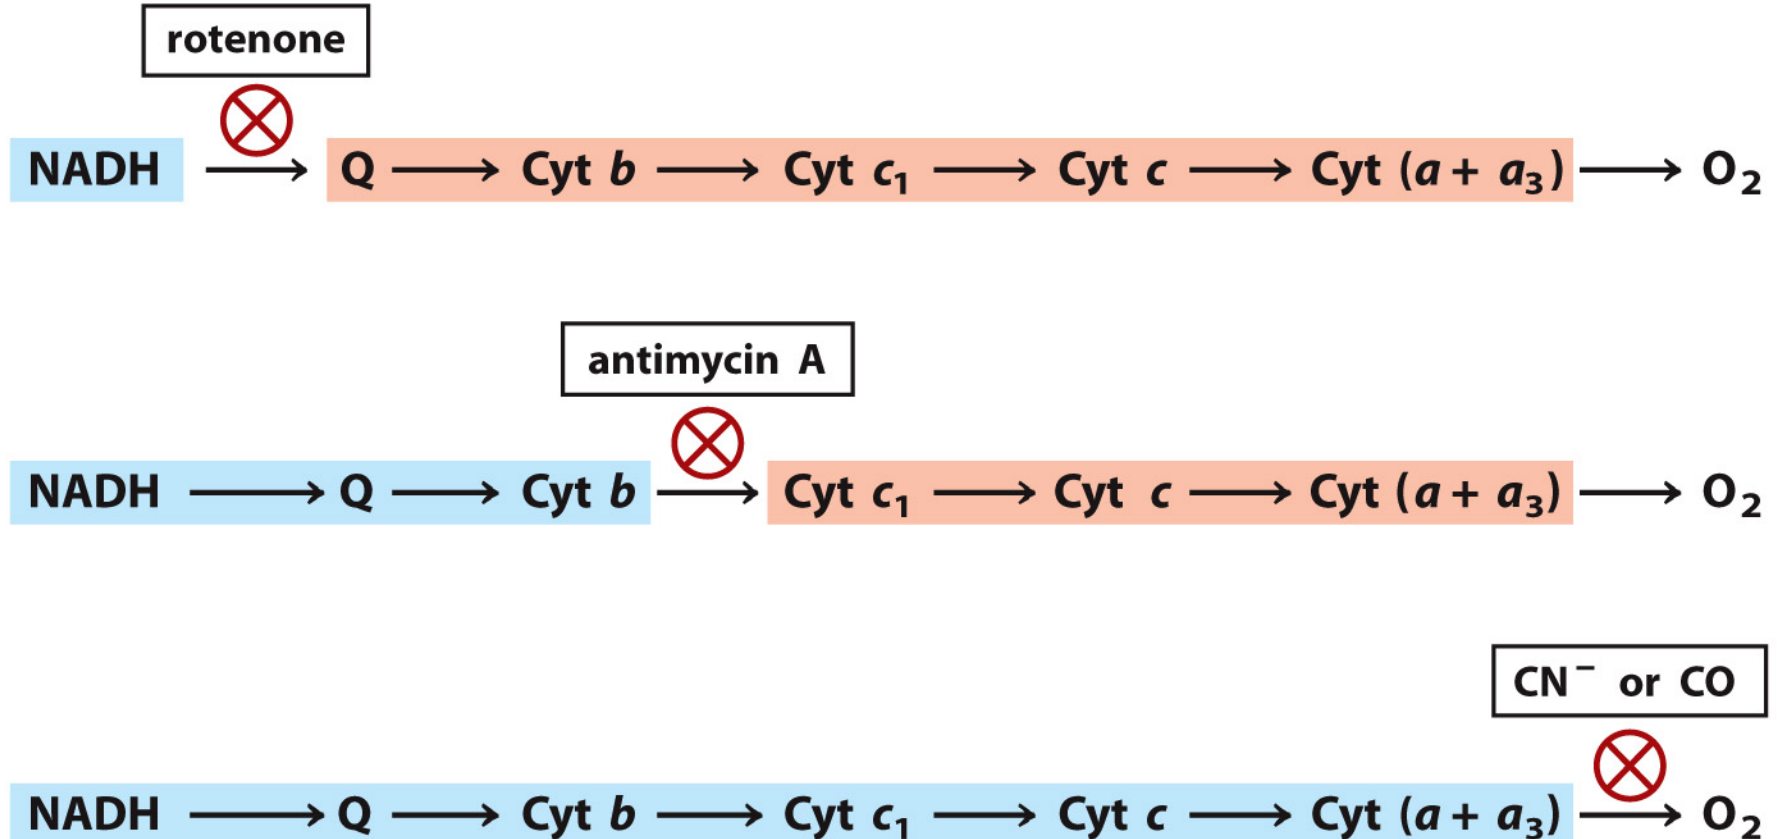 rotenone
NADH → Q → Cyt b → Cyt c₁ → Cyt c → Cyt (a + a₃) → O₂
antimycin A
NADH → Q → Cyt b → Cyt c₁ → Cyt c → Cyt (a + a₃) → O₂
CN⁻ or CO
NADH → Q → Cyt b → Cyt c₁ → Cyt c → Cyt (a + a₃) → O₂